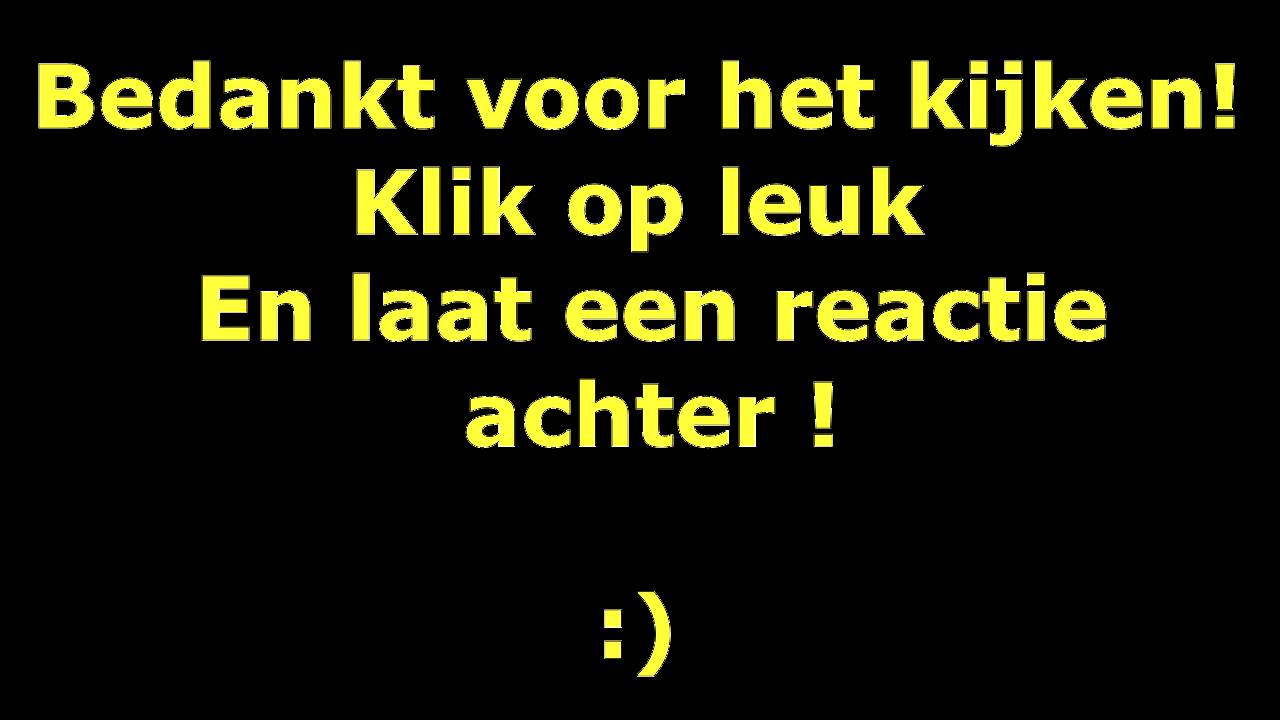 Bedankt voor het kijken!
Klik op leuk
En laat een reactie
achter !
:)